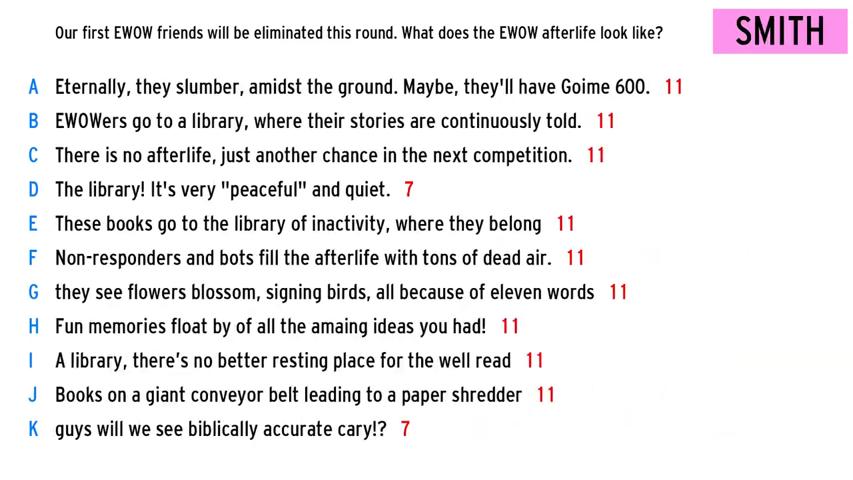 Our first EWOW friends will be eliminated this round. What does the EWOW afterlife look like?
SMITH
A Eternally, they slumber, amidst the ground. Maybe, they'll have Goime 600. 11
B EWOWers go to a library, where their stories are continuously told. 11
C There is no afterlife, just another chance in the next competition. 11
D The library! It's very "peaceful" and quiet. 7
E These books go to the library of inactivity, where they belong 11
F Non-responders and bots fill the afterlife with tons of dead air. 11
G they see flowers blossom, signing birds, all because of eleven words 11
H Fun memories float by of all the amaing ideas you had! 11
I A library, there's no better resting place for the well read 11
J Books on a giant conveyor belt leading to a paper shredder 11
K guys will we see biblically accurate cary!? 7